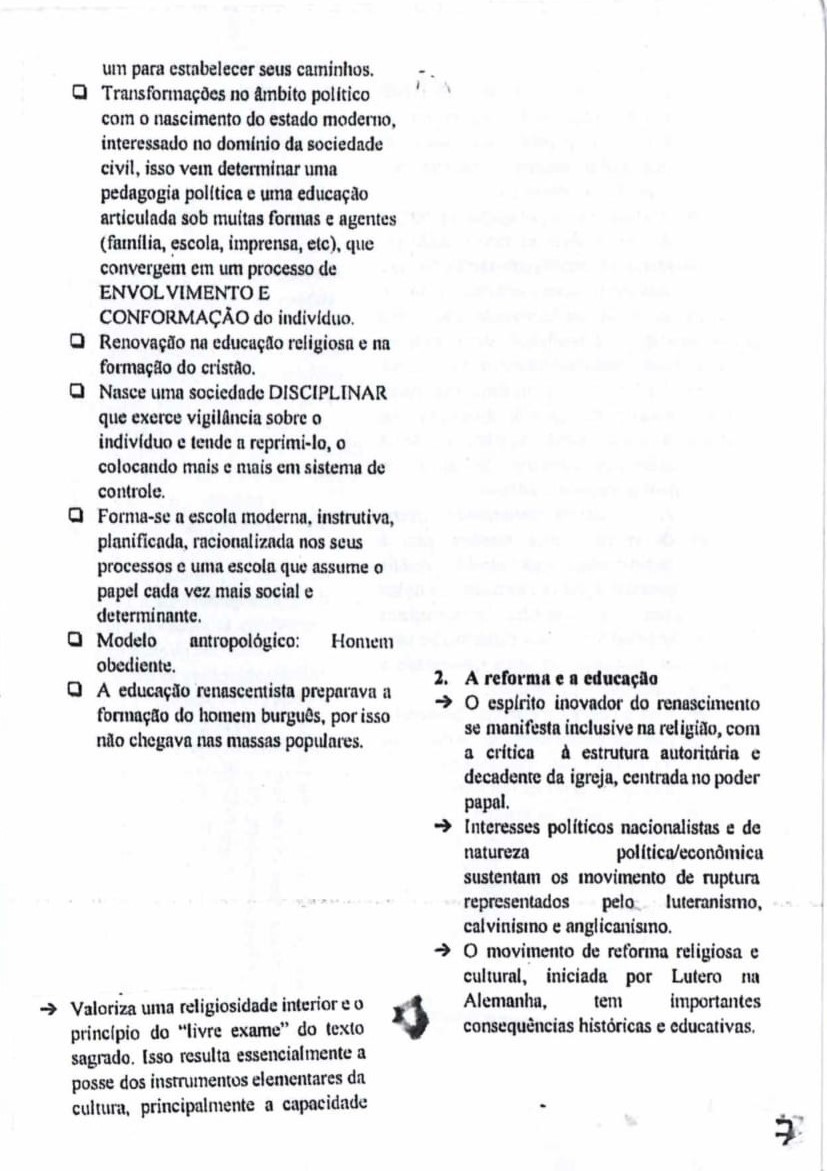 um para estabelecer seus caminhos.
❑ Transformações no âmbito político
com o nascimento do estado moderno,
interessado no domínio da sociedade
civil, isso vem determinar uma
pedagogia política e uma educação
articulada sob muitas formas e agentes
(família, escola, imprensa, etc), que
convergem em um processo de
ENVOLVIMENTO E
CONFORMAÇÃO do indivíduo.
❑ Renovação na educação religiosa e na
formação do cristão.
❑ Nasce uma sociedade DISCIPLINAR
que exerce vigilância sobre o
indivíduo e tende a reprimi-lo, o
colocando mais e mais em sistema de
controle.
❑ Forma-se a escola moderna, instrutiva,
planificada, racionalizada nos seus
processos e uma escola que assume o
papel cada vez mais social e
determinante.
❑ Modelo antropológico: Homem
obediente.
❑ A educação renascentista preparava a
formação do homem burguês, por isso
não chegava nas massas populares.
2. A reforma e a educação
→ O espírito inovador do renascimento
se manifesta inclusive na religião, com
a crítica à estrutura autoritária e
decadente da igreja, centrada no poder
papal.
→ Interesses políticos nacionalistas e de
natureza política/econômica
sustentam os movimento de ruptura
representados pelo luteranismo,
calvinismo e anglicanismo.
→ O movimento de reforma religiosa e
cultural, iniciada por Lutero na
Alemanha, tem importantes
consequências históricas e educativas.
→ Valoriza uma religiosidade interior e o
princípio do “livre exame” do texto
sagrado. Isso resulta essencialmente a
posse dos instrumentos elementares da
cultura, principalmente a capacidade